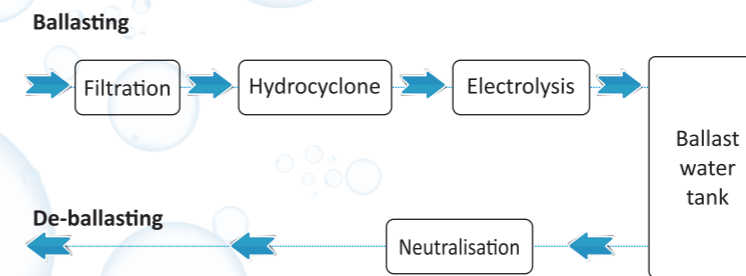 Ballasting
Filtration
Hydrocyclone
Electrolysis
Ballast
water
tank
De-ballasting
Neutralisation